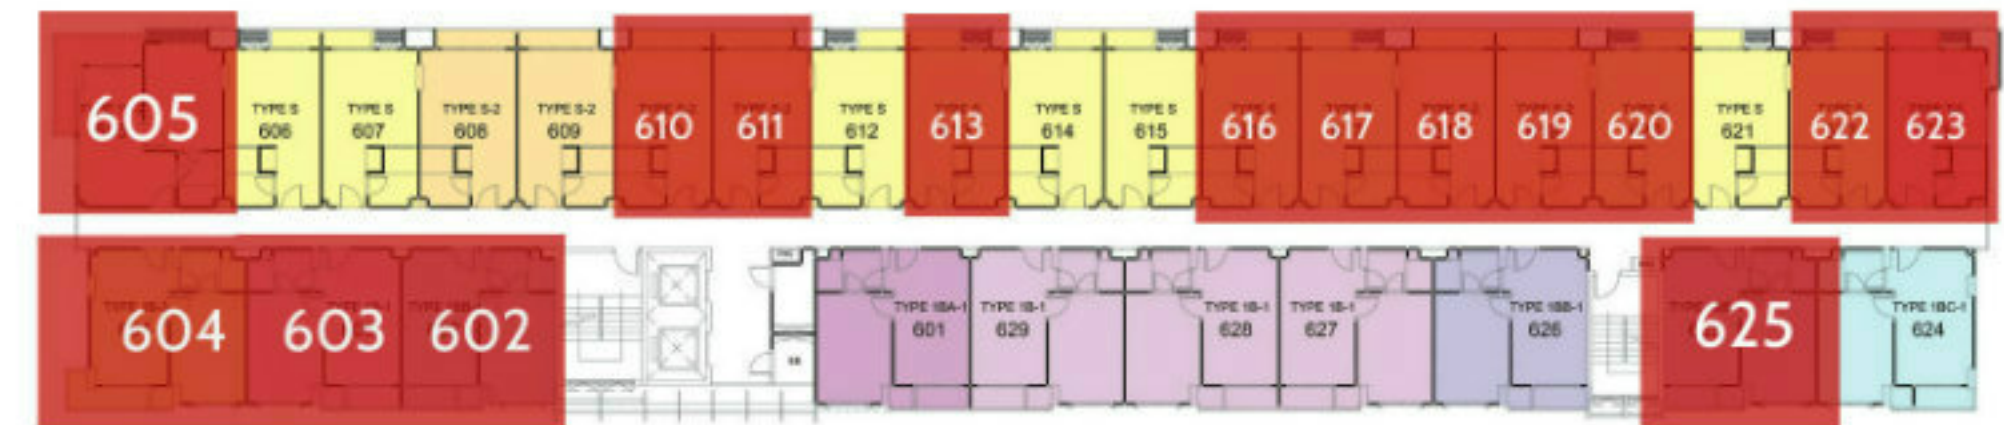 605
TYPE S
606
TYPE S
607
TYPE S-2
608
TYPE S-2
609
610
611
TYPE S
612
613
TYPE S
614
TYPE S
615
616
617
618
619
620
TYPE S
621
622
623
604
603
602
TYPE 1BA-1
601
TYPE 1B-1
629
TYPE 1B-1
628
TYPE 1B-1
627
TYPE 1BB-1
626
625
TYPE 1BC-1
624